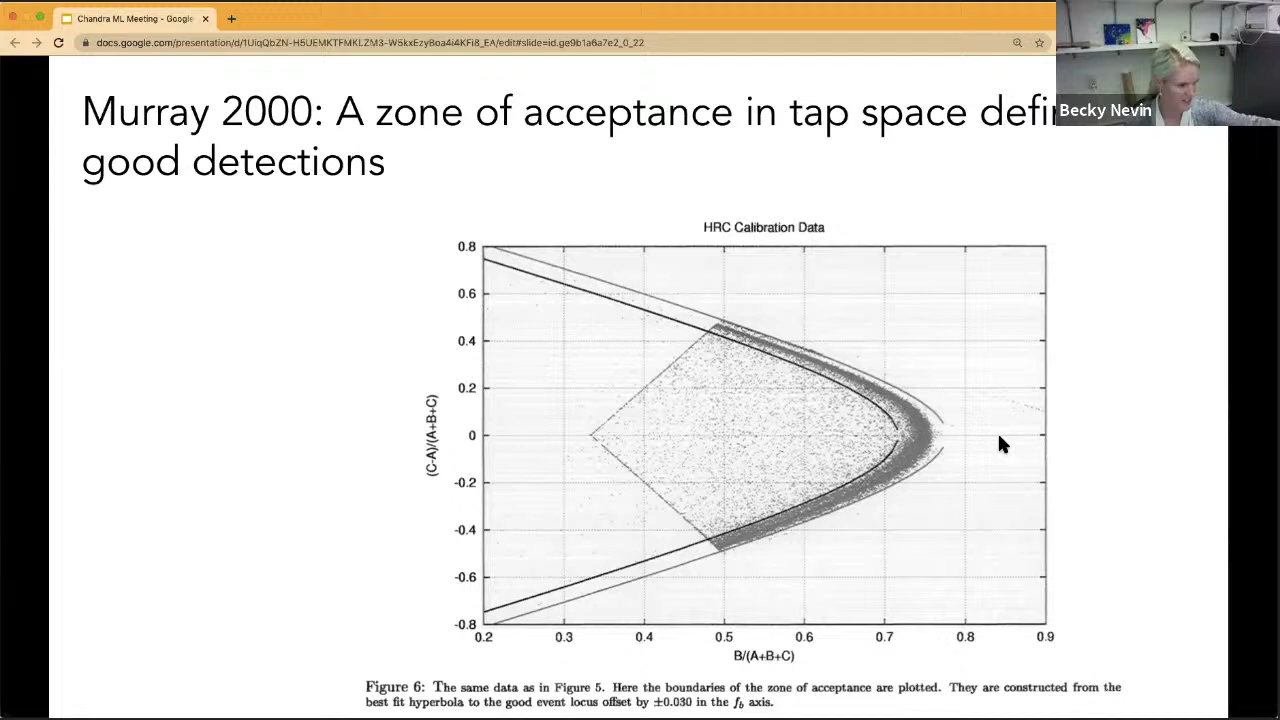 Chandra ML Meeting - Google
docs.google.com/presentation/d/1UiqQbZN-H5UEMKTFMKLZM3-W5kxEzyBoa4i4KFi8_EA/edit#slide=id.ge9b1a6a7e2_0_22
Becky Nevin
Murray 2000: A zone of acceptance in tap space defi
good detections
HRC Calibration Data
0.8
0.6
0.4
0.2
0
-0.2
-0.4
-0.6
-0.8
(C-A)/(A+B+C)
0.2 0.3 0.4 0.5 0.6 0.7 0.8 0.9
B/(A+B+C)
Figure 6: The same data as in Figure 5. Here the boundaries of the zone of acceptance are plotted. They are constructed from the
best fit hyperbola to the good event locus offset by ±0.030 in the fb axis.